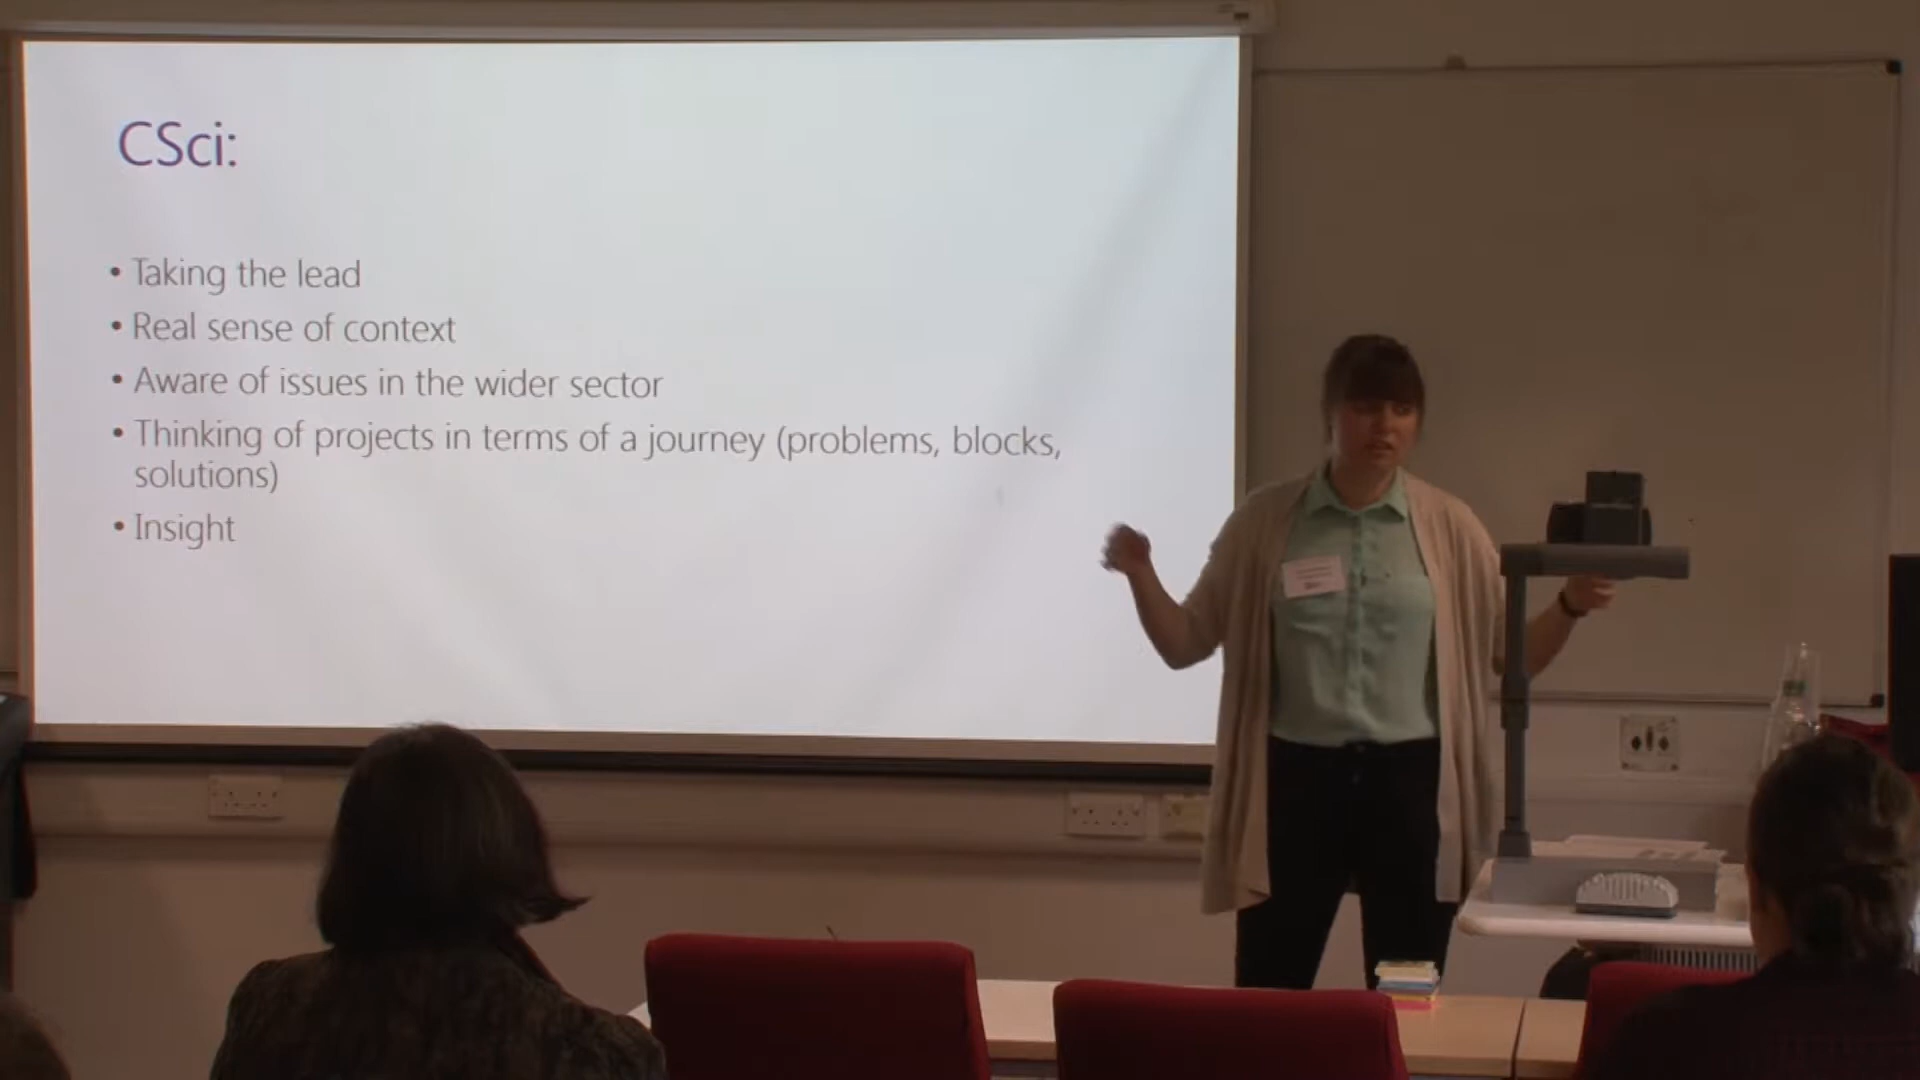 CSci:
• Taking the lead
• Real sense of context
• Aware of issues in the wider sector
• Thinking of projects in terms of a journey (problems, blocks,
solutions)
• Insight